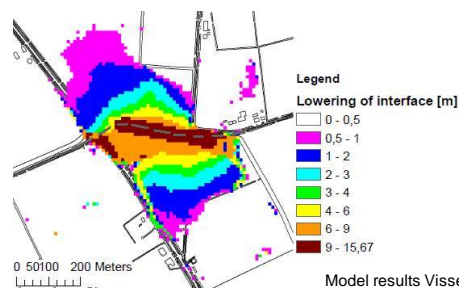 Legend
Lowering of interface [m]
0 - 0,5
0,5 - 1
1 - 2
2 - 3
3 - 4
4 - 6
6 - 9
9 - 15,67
0 50100 200 Meters
Model results Visse